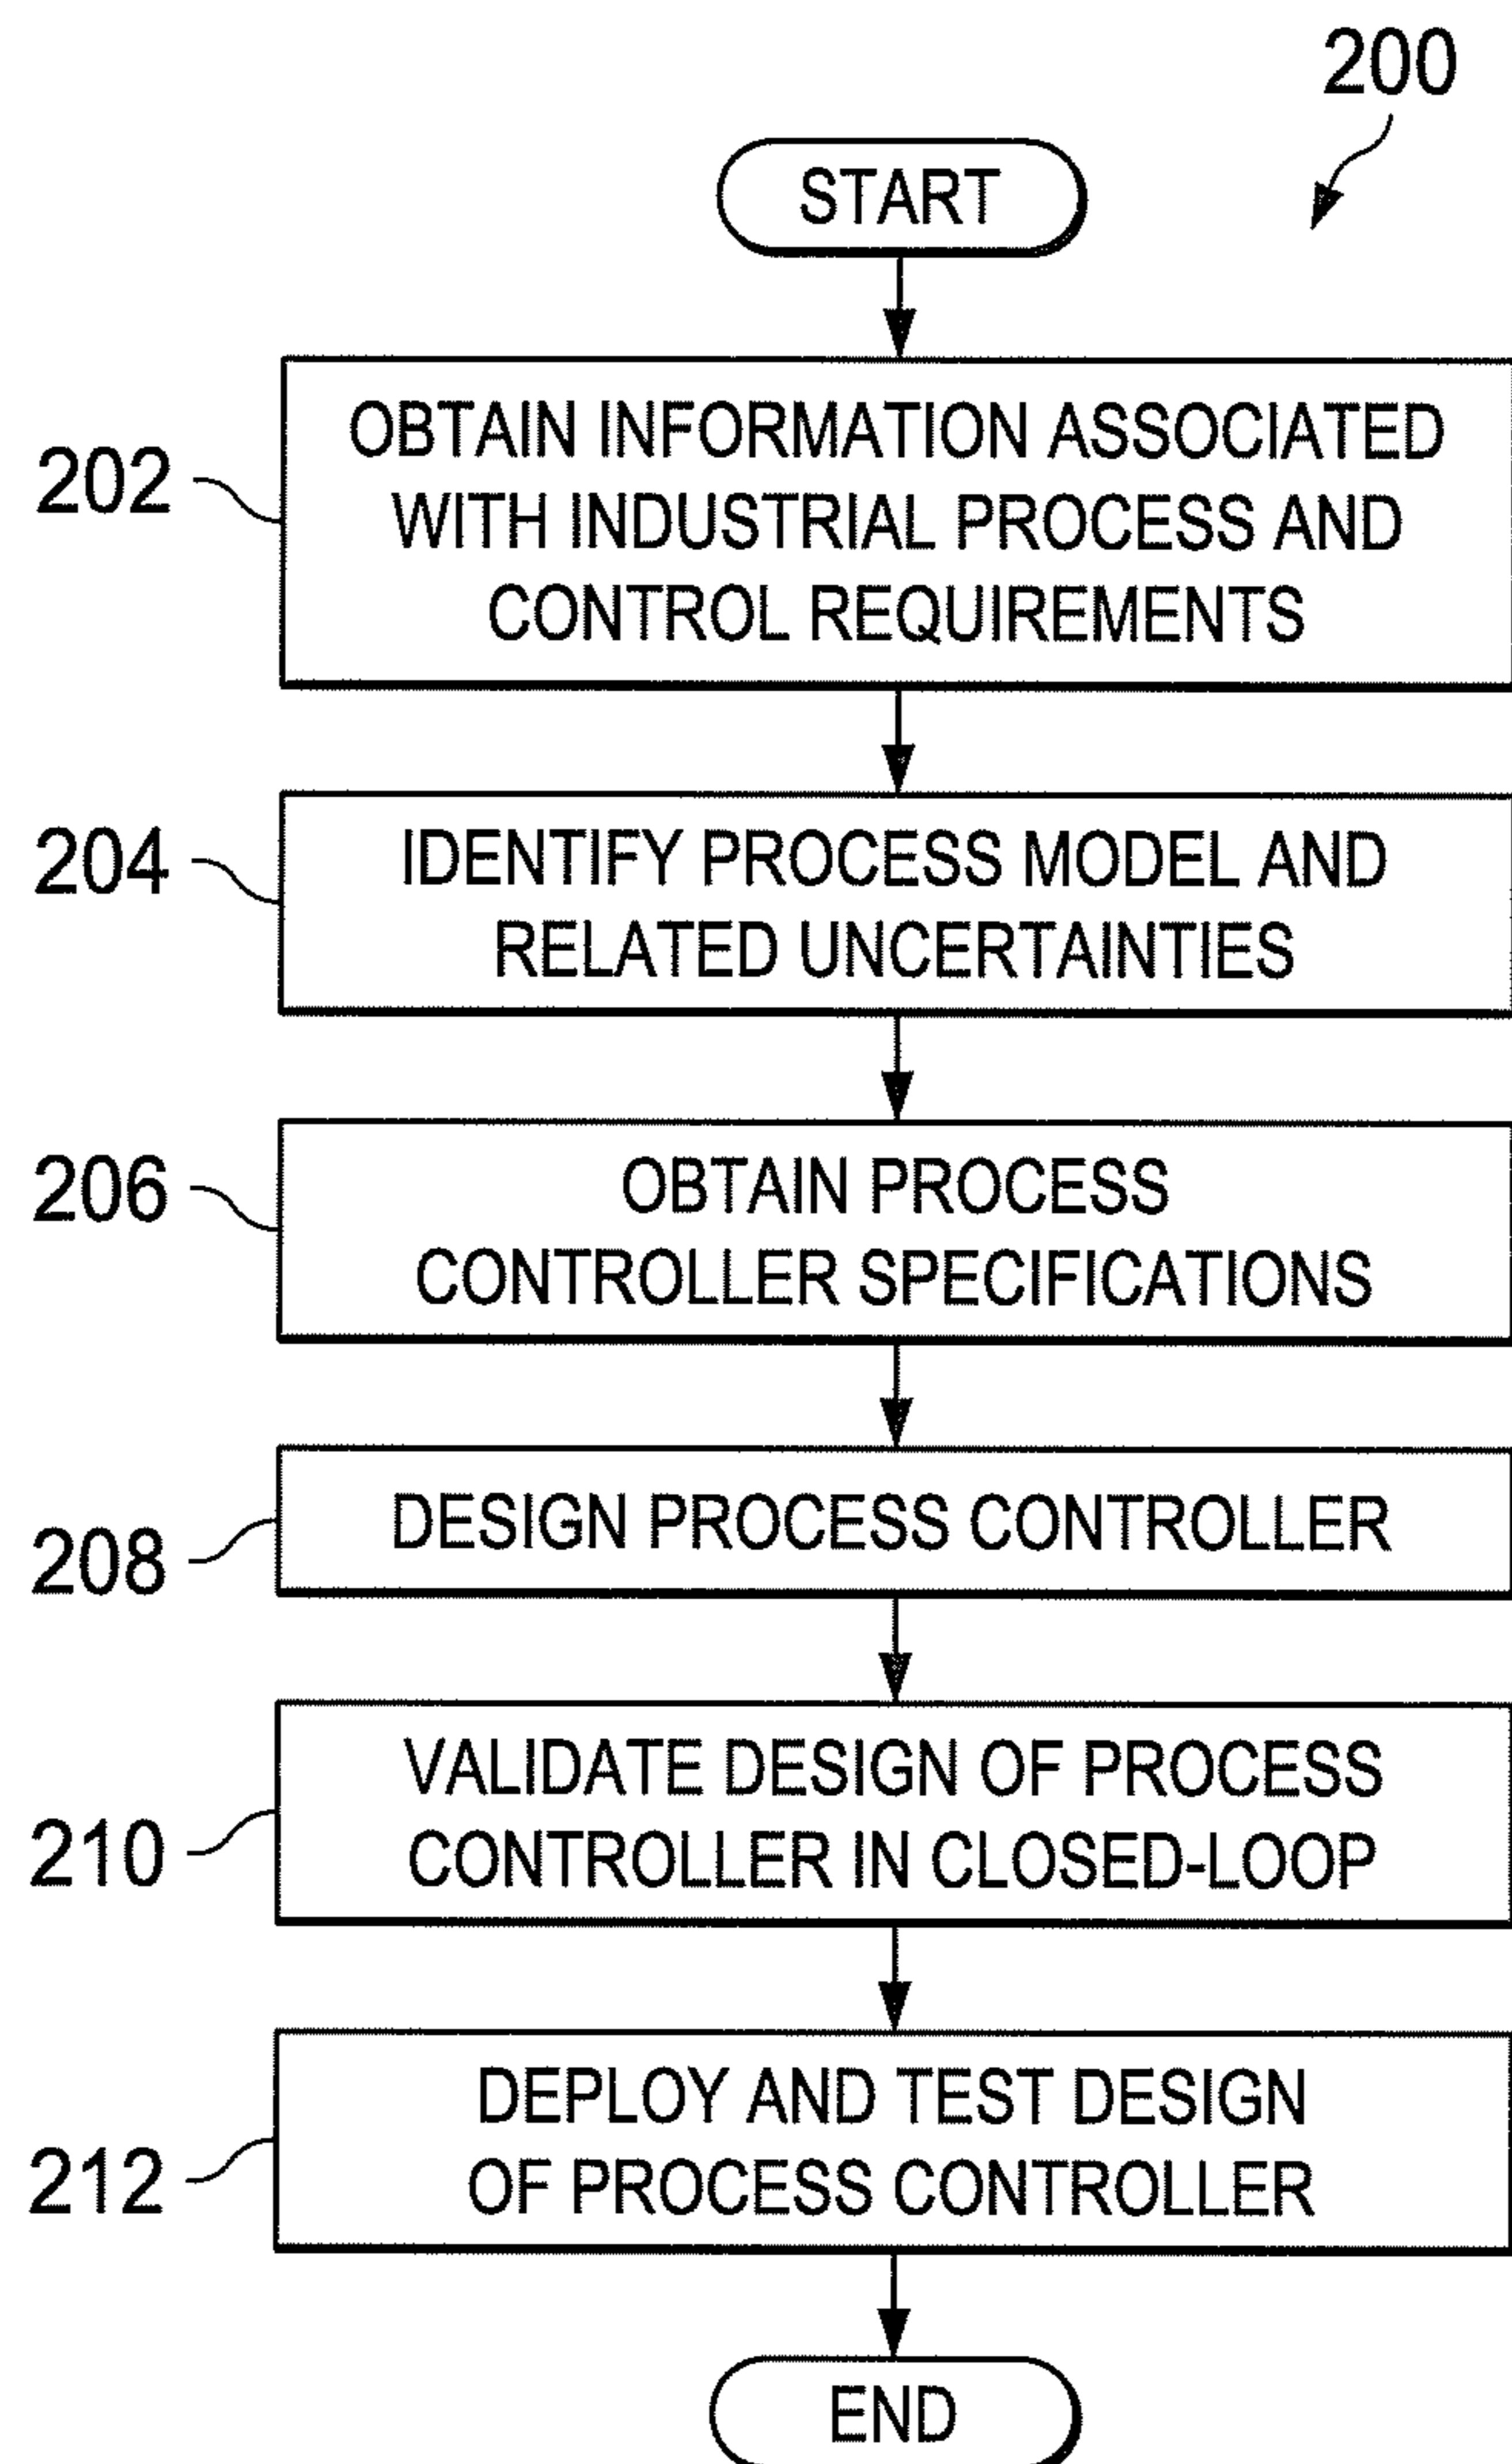 200
START
202
OBTAIN INFORMATION ASSOCIATED
WITH INDUSTRIAL PROCESS AND
CONTROL REQUIREMENTS
204
IDENTIFY PROCESS MODEL AND
RELATED UNCERTAINTIES
206
OBTAIN PROCESS
CONTROLLER SPECIFICATIONS
208
DESIGN PROCESS CONTROLLER
210
VALIDATE DESIGN OF PROCESS
CONTROLLER IN CLOSED-LOOP
212
DEPLOY AND TEST DESIGN
OF PROCESS CONTROLLER
END